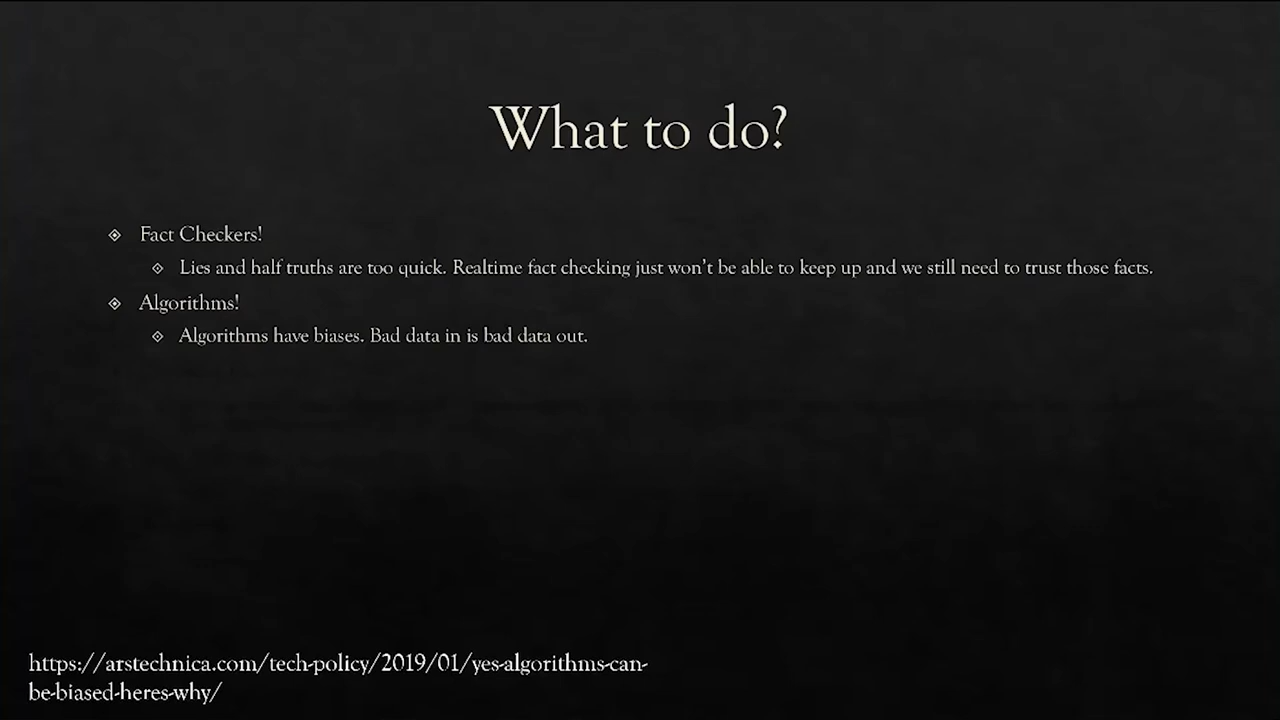 What to do?
Fact Checkers!
Lies and half truths are too quick. Realtime fact checking just won't be able to keep up and we still need to trust those facts.
Algorithms!
Algorithms have biases. Bad data in is bad data out.
https://arstechnica.com/tech-policy/2019/01/yes-algorithms-can-
be-biased-heres-why/